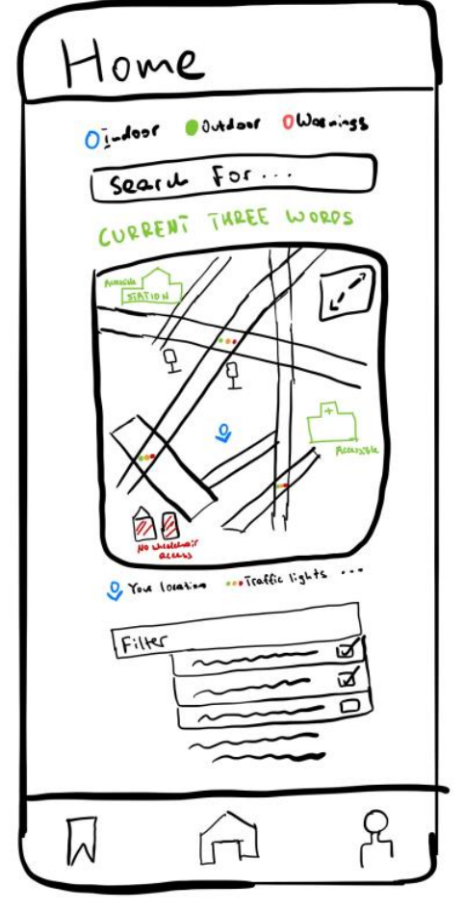 Home
Indoor Outdoor Warnings
Search for...
CURRENT THREE WORDS
Accessible
STATION
Accessible
No wheelchair
access
Your location Traffic lights ...
Filter